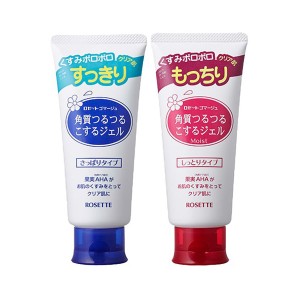 くすみポロポロ
クリア肌
すっきり
ロゼット ゴマージュ
角質つるつる
こするジェル
さっぱりタイプ
果実AHAが
お肌のくすみをとって
クリア肌に
ROSETTE
くすみポロポロ
クリア肌
もっちり
ロゼット ゴマージュ
角質つるつる
こするジェル
Moist
しっとりタイプ
果実AHAが
お肌のくすみをとって
クリア肌に
ROSETTE